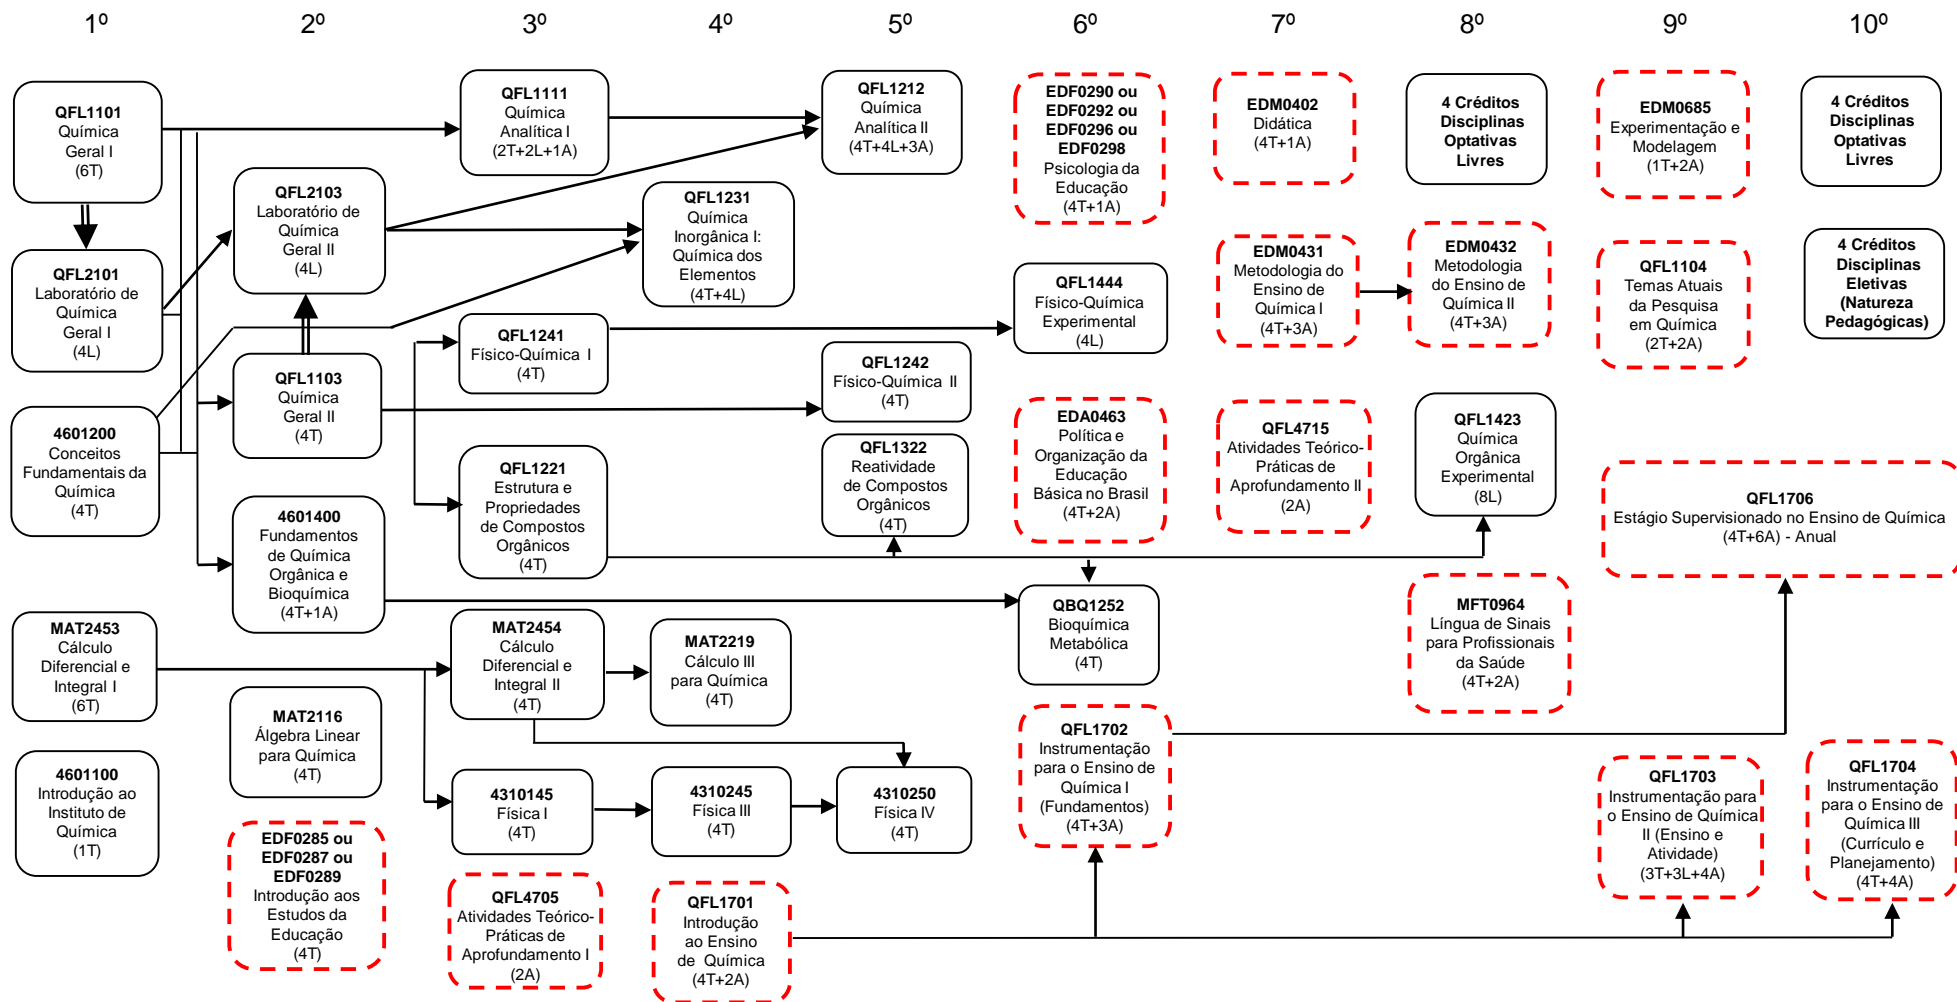 1º
2º
3º
4º
5º
6º
7º
8º
9º
10º
QFL1101
Química
Geral I
(6T)
QFL2101
Laboratório de
Química
Geral I
(4L)
4601200
Conceitos
Fundamentais da
Química
(4T)
MAT2453
Cálculo
Diferencial e
Integral I
(6T)
4601100
Introdução ao
Instituto de
Química
(1T)
QFL2103
Laboratório de
Química
Geral II
(4L)
QFL1103
Química
Geral II
(4T)
4601400
Fundamentos
de Química
Orgânica e
Bioquímica
(4T+1A)
MAT2116
Álgebra Linear
para Química
(4T)
EDF0285 ou
EDF0287 ou
EDF0289
Introdução aos
Estudos da
Educação
(4T)
QFL1111
Química
Analítica I
(2T+2L+1A)
QFL1241
Físico-Química I
(4T)
QFL1221
Estrutura e
Propriedades
de Compostos
Orgânicos
(4T)
MAT2454
Cálculo
Diferencial e
Integral II
(4T)
4310145
Física I
(4T)
QFL4705
Atividades Teórico-
Práticas de
Aprofundamento I
(2A)
QFL1231
Química
Inorgânica I:
Química dos
Elementos
(4T+4L)
MAT2219
Cálculo III
para Química
(4T)
4310245
Física III
(4T)
QFL1701
Introdução
ao Ensino
de Química
(4T+2A)
QFL1212
Química
Analítica II
(4T+4L+3A)
QFL1242
Físico-Química II
(4T)
QFL1322
Reatividade
de Compostos
Orgânicos
(4T)
4310250
Física IV
(4T)
EDF0290 ou
EDF0292 ou
EDF0296 ou
EDF0298
Psicologia da
Educação
(4T+1A)
QFL1444
Físico-Química
Experimental
(4L)
EDA0463
Política e
Organização da
Educação
Básica no Brasil
(4T+2A)
QBQ1252
Bioquímica
Metabólica
(4T)
QFL1702
Instrumentação
para o Ensino de
Química I
(Fundamentos)
(4T+3A)
EDM0402
Didática
(4T+1A)
EDM0431
Metodologia do
Ensino de
Química I
(4T+3A)
QFL4715
Atividades Teórico-
Práticas de
Aprofundamento II
(2A)
4 Créditos
Disciplinas
Optativas
Livres
EDM0432
Metodologia
do Ensino de
Química II
(4T+3A)
QFL1423
Química
Orgânica
Experimental
(8L)
MFT0964
Língua de Sinais
para Profissionais
da Saúde
(4T+2A)
EDM0685
Experimentação e
Modelagem
(1T+2A)
QFL1104
Temas Atuais
da Pesquisa
em Química
(2T+2A)
QFL1706
Estágio Supervisionado no Ensino de Química
(4T+6A) - Anual
QFL1703
Instrumentação para
o Ensino de Química
II (Ensino e
Atividade)
(3T+3L+4A)
4 Créditos
Disciplinas
Optativas
Livres
4 Créditos
Disciplinas
Eletivas
(Natureza
Pedagógicas)
QFL1704
Instrumentação
para o Ensino de
Química III
(Currículo e
Planejamento)
(4T+4A)